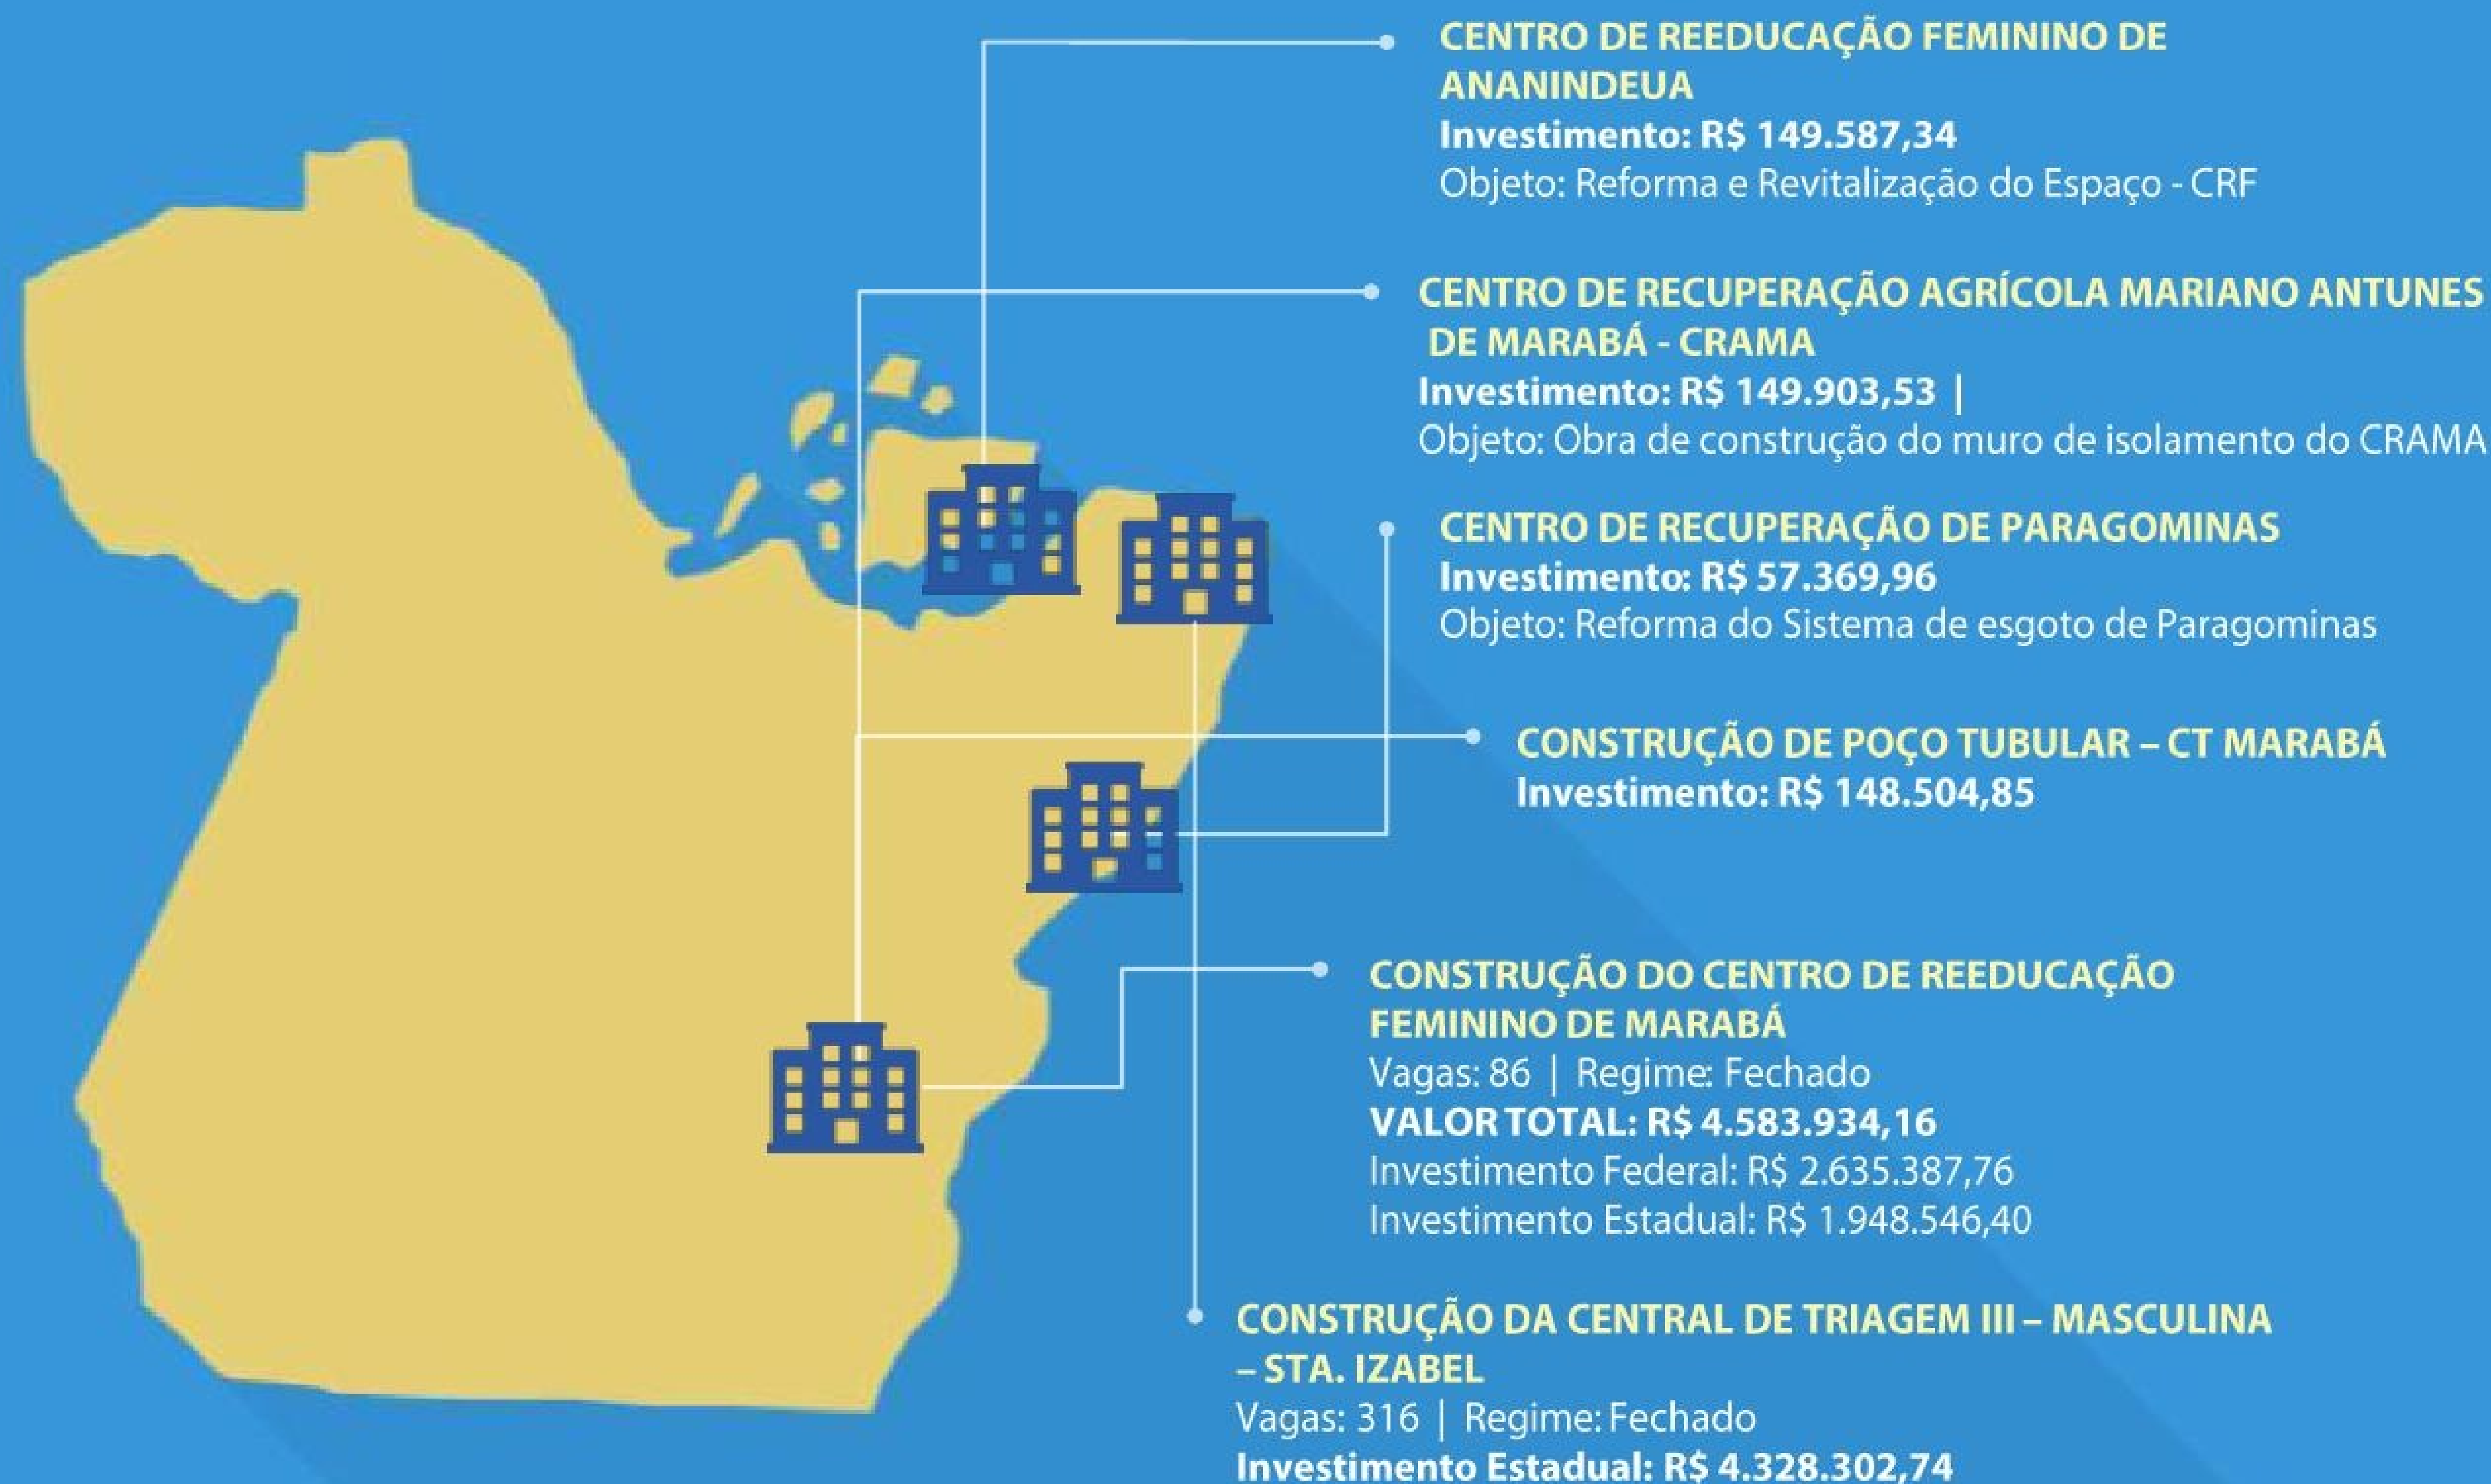 CENTRO DE REEDUCAÇÃO FEMININO DE
ANANINDEUA
Investimento: R$ 149.587,34
Objeto: Reforma e Revitalização do Espaço - CRF
CENTRO DE RECUPERAÇÃO AGRÍCOLA MARIANO ANTUNES
DE MARABÁ - CRAMA
Investimento: R$ 149.903,53 |
Objeto: Obra de construção do muro de isolamento do CRAMA
CENTRO DE RECUPERAÇÃO DE PARAGOMINAS
Investimento: R$ 57.369,96
Objeto: Reforma do Sistema de esgoto de Paragominas
CONSTRUÇÃO DE POÇO TUBULAR – CT MARABÁ
Investimento: R$ 148.504,85
CONSTRUÇÃO DO CENTRO DE REEDUCAÇÃO
FEMININO DE MARABÁ
Vagas: 86 | Regime: Fechado
VALOR TOTAL: R$ 4.583.934,16
Investimento Federal: R$ 2.635.387,76
Investimento Estadual: R$ 1.948.546,40
CONSTRUÇÃO DA CENTRAL DE TRIAGEM III – MASCULINA
– STA. IZABEL
Vagas: 316 | Regime: Fechado
Investimento Estadual: R$ 4.328.302,74